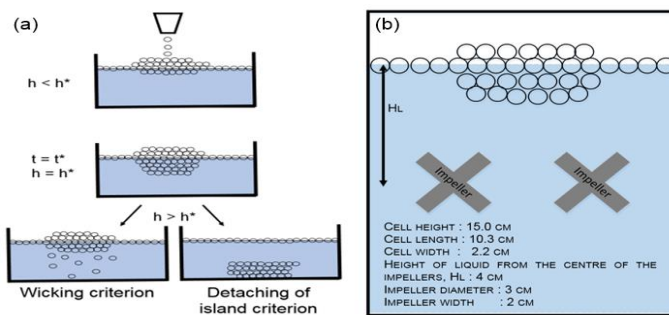 (a)
h < h*
t = t*
h = h*
h > h*
Wicking criterion
Detaching of
island criterion
(b)
HL
Impeller
Impeller
CELL HEIGHT : 15.0 CM
CELL LENGTH : 10.3 CM
CELL WIDTH : 2.2 CM
HEIGHT OF LIQUID FROM THE CENTRE OF THE
IMPELLERS, HL : 4 CM
IMPELLER DIAMETER : 3 CM
IMPELLER WIDTH : 2 CM